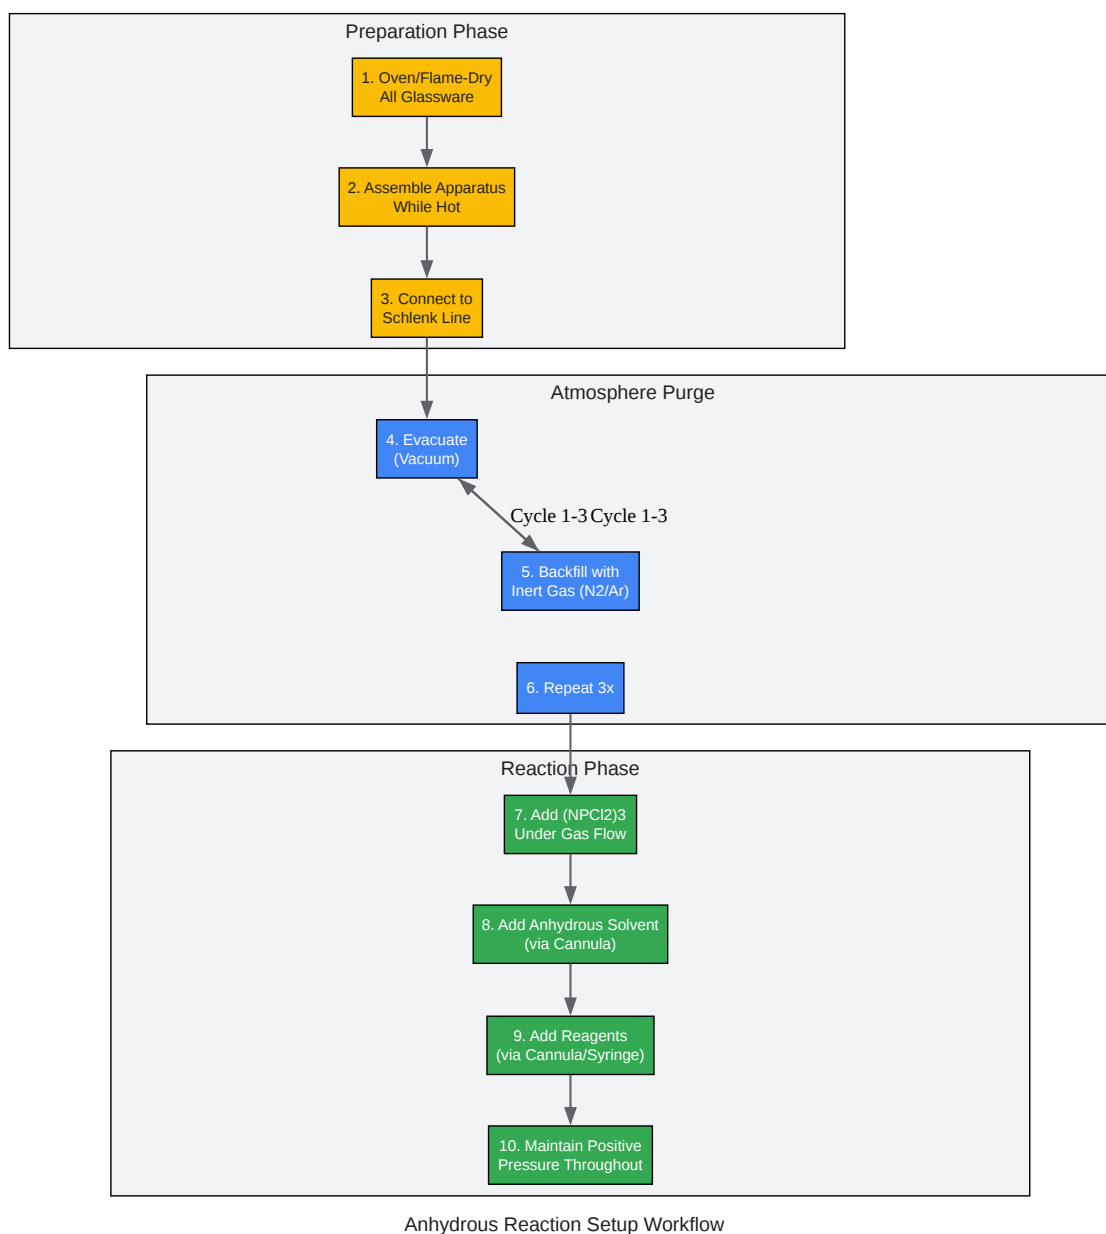 Preparation Phase
1. Oven/Flame-Dry
All Glassware
2. Assemble Apparatus
While Hot
3. Connect to
Schlenk Line
Atmosphere Purge
4. Evacuate
(Vacuum)
Cycle 1-3 Cycle 1-3
5. Backfill with
Inert Gas (N2/Ar)
6. Repeat 3x
Reaction Phase
7. Add (NPCl2)3
Under Gas Flow
8. Add Anhydrous Solvent
(via Cannula)
9. Add Reagents
(via Cannula/Syringe)
10. Maintain Positive
Pressure Throughout
Anhydrous Reaction Setup Workflow